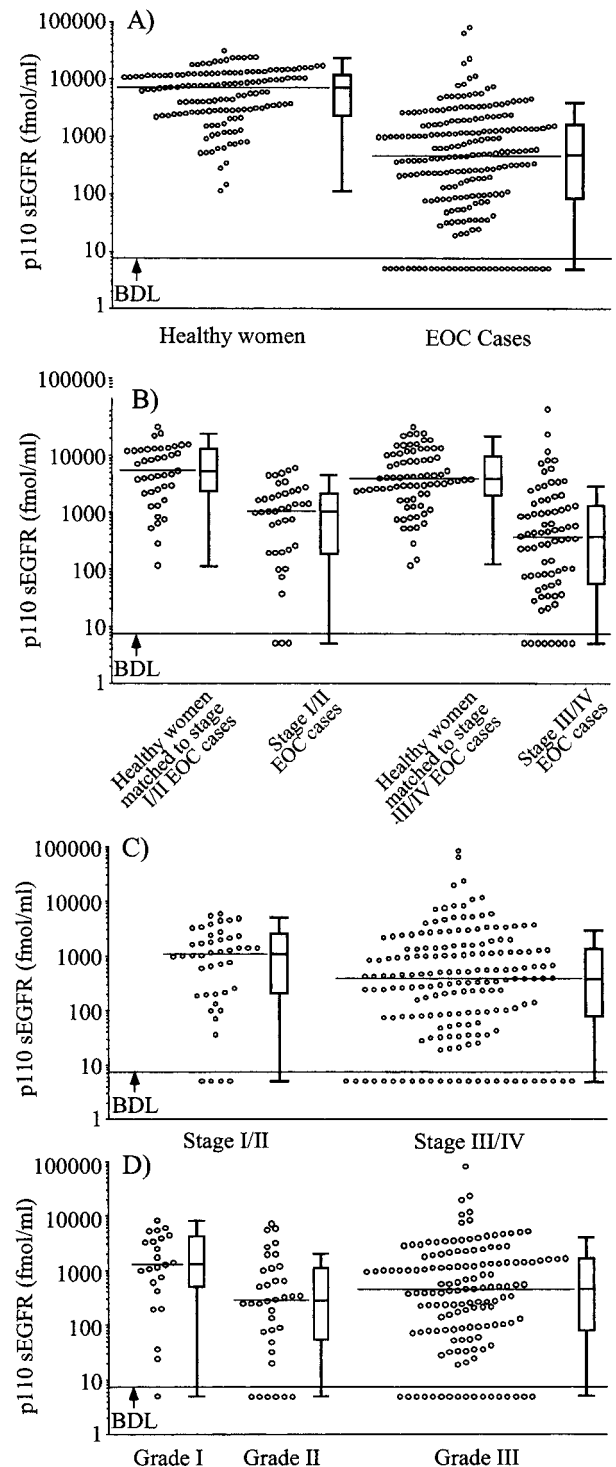 A)
p110 sEGFR (fmol/ml)
100000
10000
1000
100
10
1
BDL
Healthy women
EOC Cases
B)
p110 sEGFR (fmol/ml)
100000
10000
1000
100
10
1
BDL
Healthy women
matched to stage
I/II EOC cases
Stage I/II
EOC cases
Healthy women
matched to stage
III/IV EOC cases
Stage III/IV
EOC cases
C)
p110 sEGFR (fmol/ml)
100000
10000
1000
100
10
1
BDL
Stage I/II
Stage III/IV
D)
p110 sEGFR (fmol/ml)
100000
10000
1000
100
10
1
BDL
Grade I
Grade II
Grade III